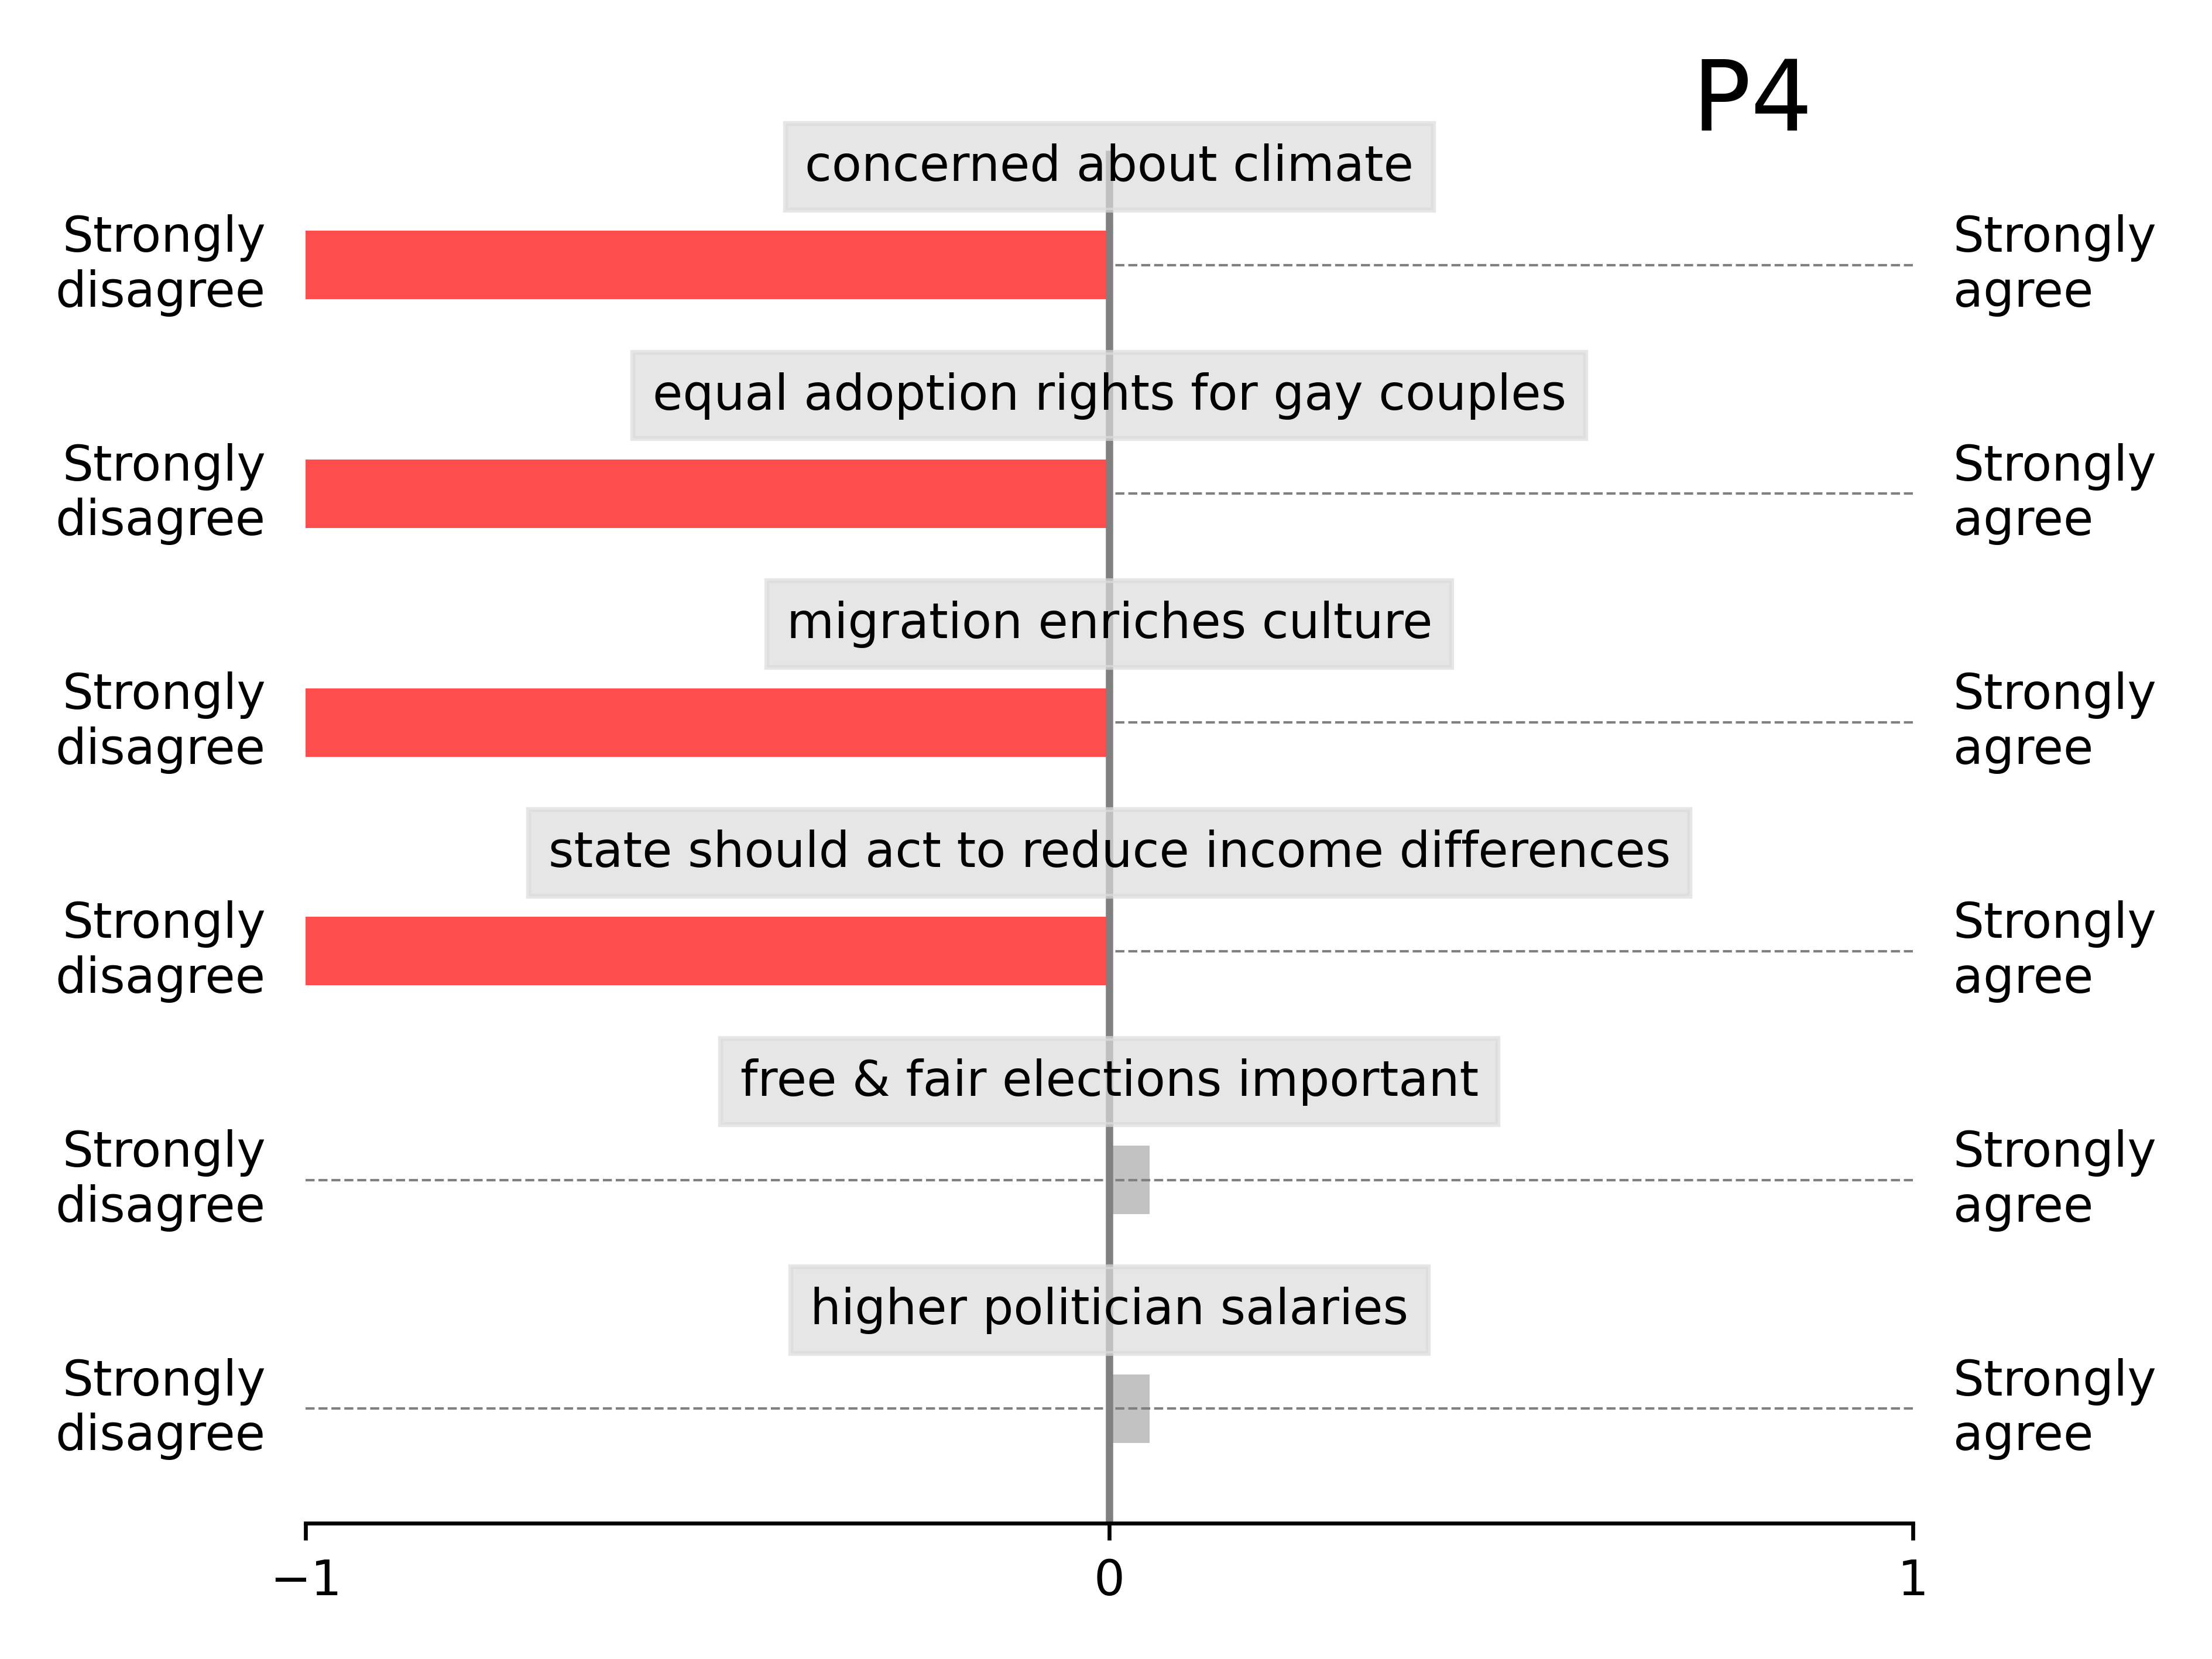 P4
concerned about climate
Strongly
disagree
Strongly
agree
equal adoption rights for gay couples
Strongly
disagree
Strongly
agree
migration enriches culture
Strongly
disagree
Strongly
agree
state should act to reduce income differences
Strongly
disagree
Strongly
agree
free & fair elections important
Strongly
disagree
Strongly
agree
higher politician salaries
Strongly
disagree
Strongly
agree
−1 0 1